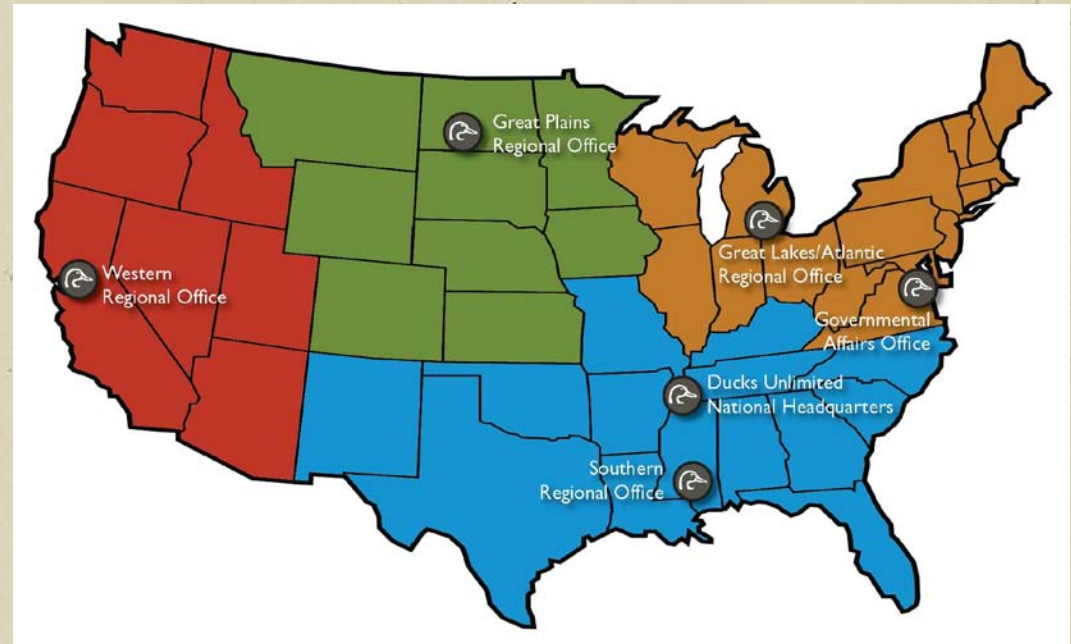 Great Plains
Regional Office
Great Lakes/Atlantic
Regional Office
Western
Regional Office
Governmental
Affairs Office
Ducks Unlimited
National Headquarters
Southern
Regional Office